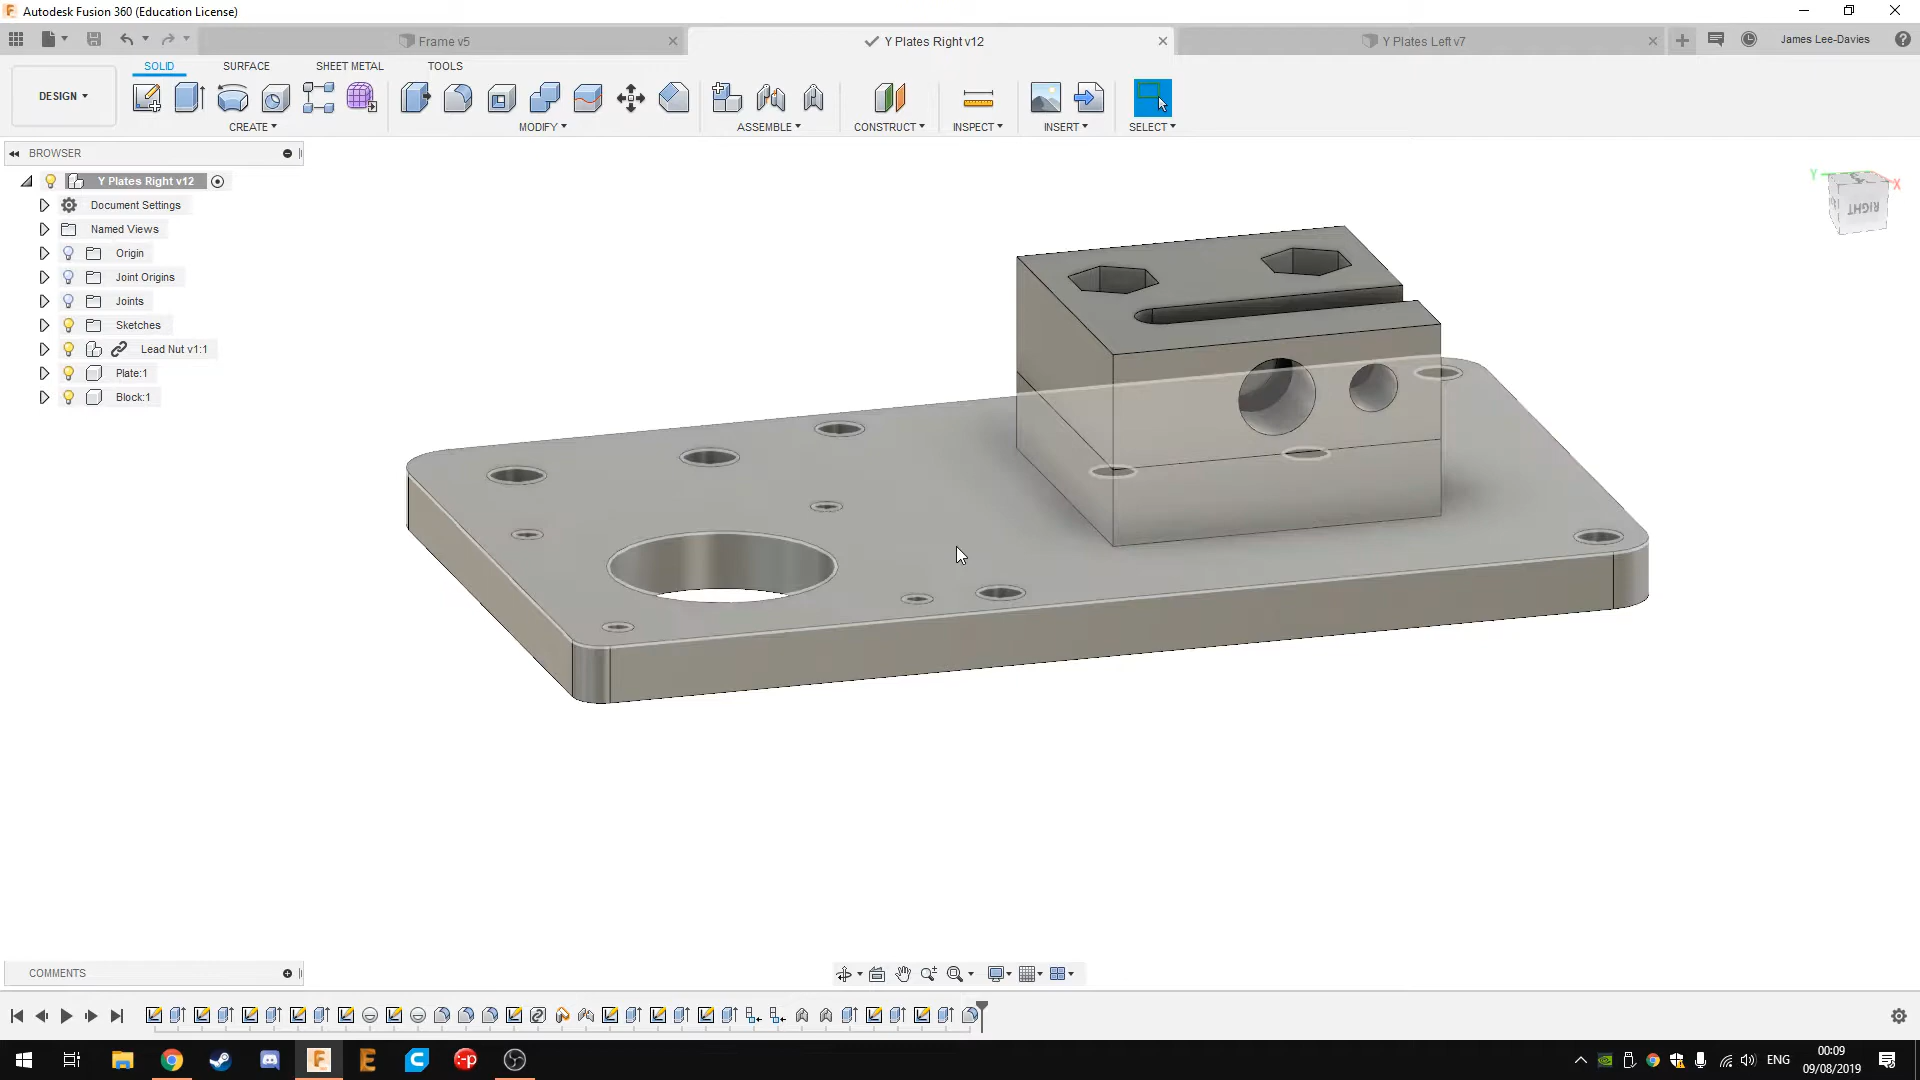 Autodesk Fusion 360 (Education License)
Frame v5
Y Plates Right v12
Y Plates Left v7
James Lee-Davies
DESIGN
SOLID
SURFACE
SHEET METAL
TOOLS
CREATE
MODIFY
ASSEMBLE
CONSTRUCT
INSPECT
INSERT
SELECT
BROWSER
Y Plates Right v12
Document Settings
Named Views
Origin
Joint Origins
Joints
Sketches
Lead Nut v1:1
Plate:1
Block:1
Y
X
RIGHT
COMMENTS
ENG
00:09
09/08/2019